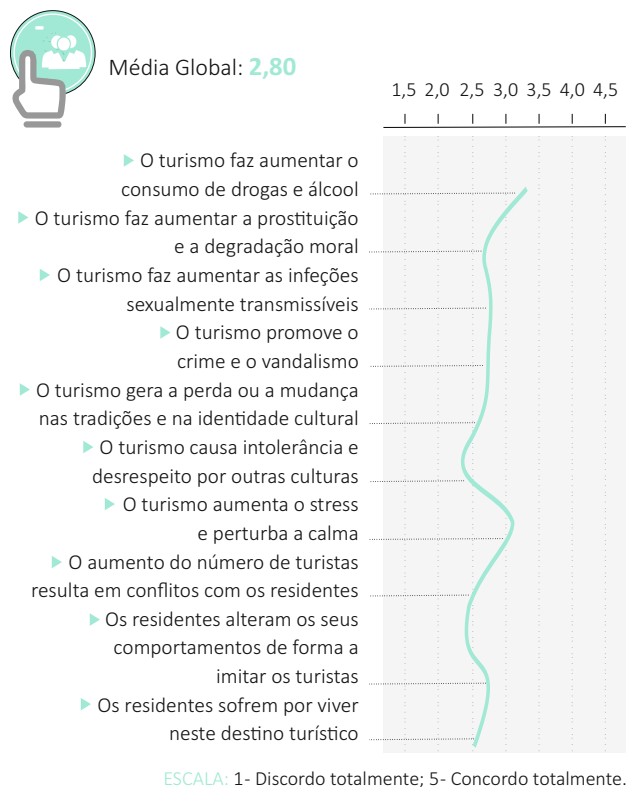 Média Global: 2,80
1,5 2,0 2,5 3,0 3,5 4,0 4,5
O turismo faz aumentar o
consumo de drogas e álcool
O turismo faz aumentar a prostituição
e a degradação moral
O turismo faz aumentar as infeções
sexualmente transmissíveis
O turismo promove o
crime e o vandalismo
O turismo gera a perda ou a mudança
nas tradições e na identidade cultural
O turismo causa intolerância e
desrespeito por outras culturas
O turismo aumenta o stress
e perturba a calma
O aumento do número de turistas
resulta em conflitos com os residentes
Os residentes alteram os seus
comportamentos de forma a
imitar os turistas
Os residentes sofrem por viver
neste destino turístico
ESCALA: 1- Discordo totalmente; 5- Concordo totalmente.